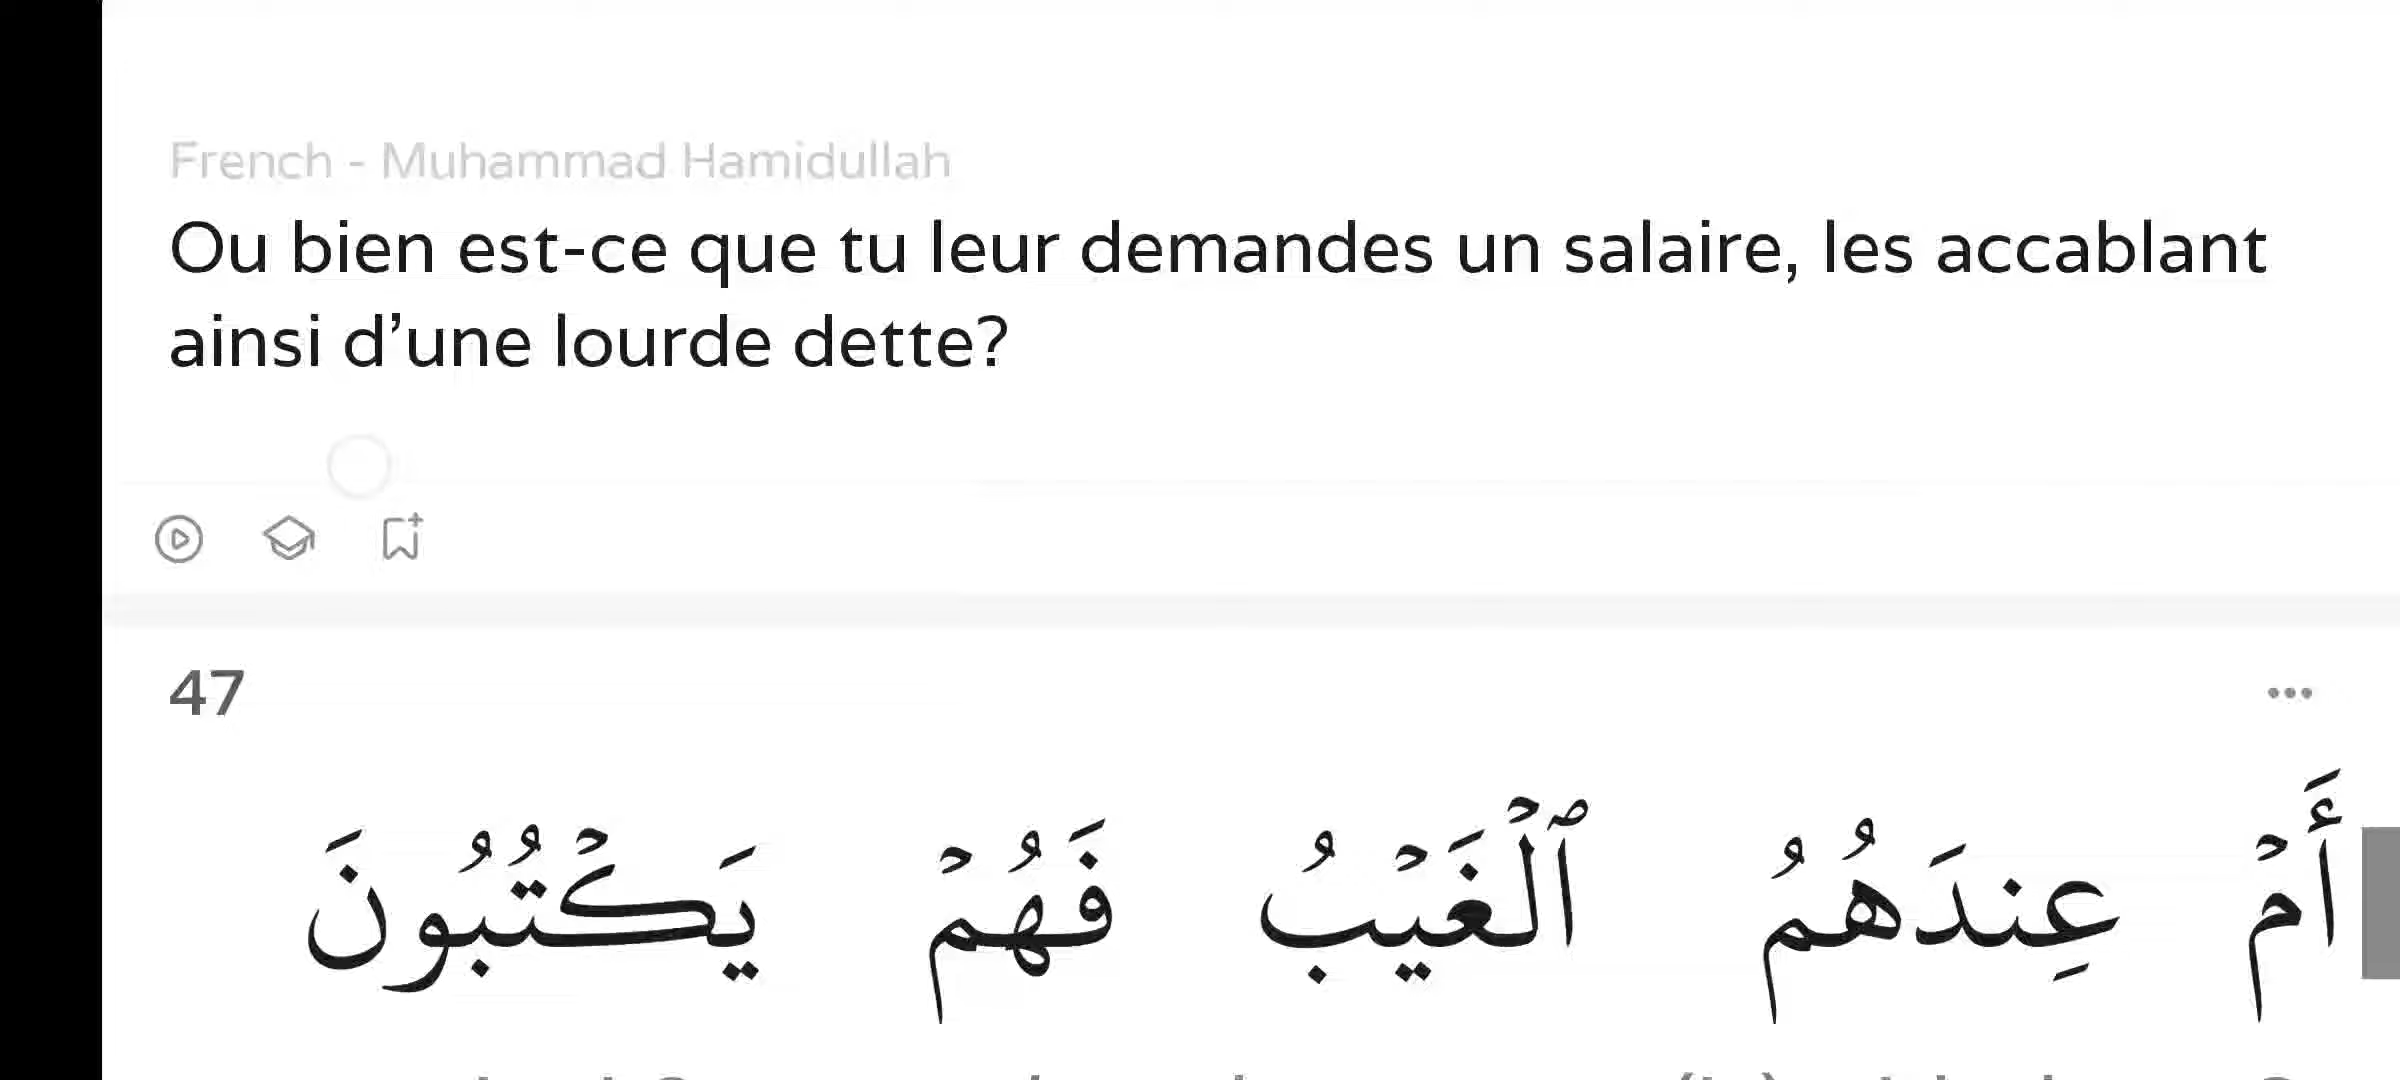 French - Muhammad Hamidullah
Ou bien est-ce que tu leur demandes un salaire, les accablant
ainsi d’une lourde dette?
47
أَمْ عِندَهُمُ ٱلْغَيْبُ فَهُمْ يَكْتُبُونَ